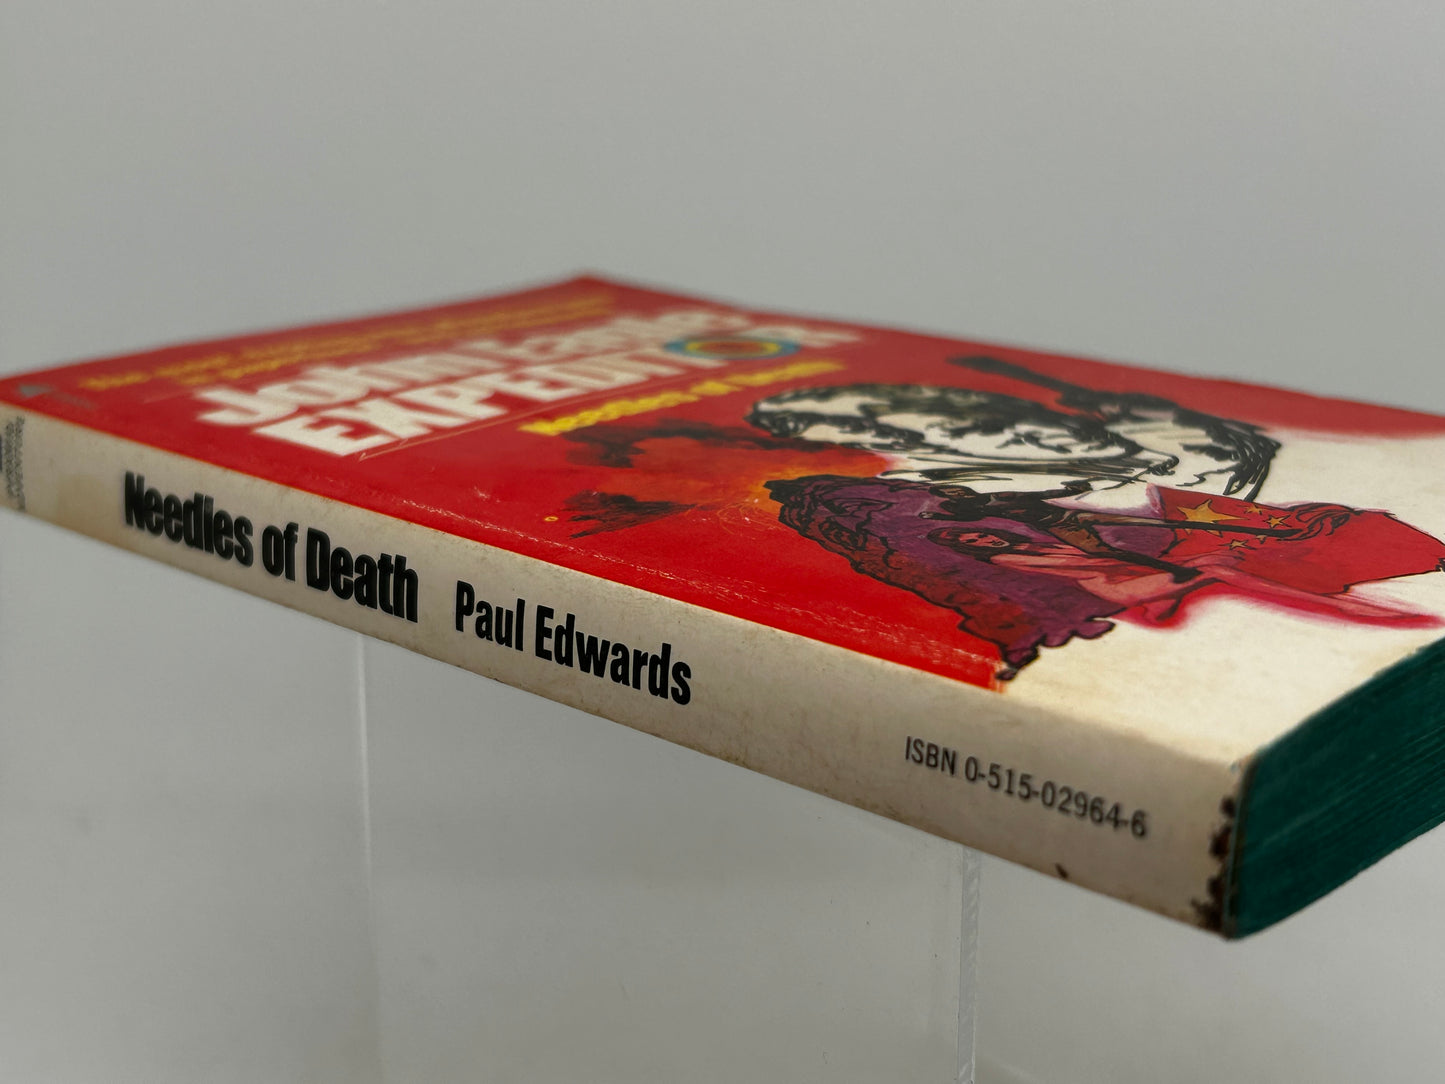 John Eagle
EXPEDITOR
Needles of Death
Needles of Death Paul Edwards
ISBN 0-515-02964-6